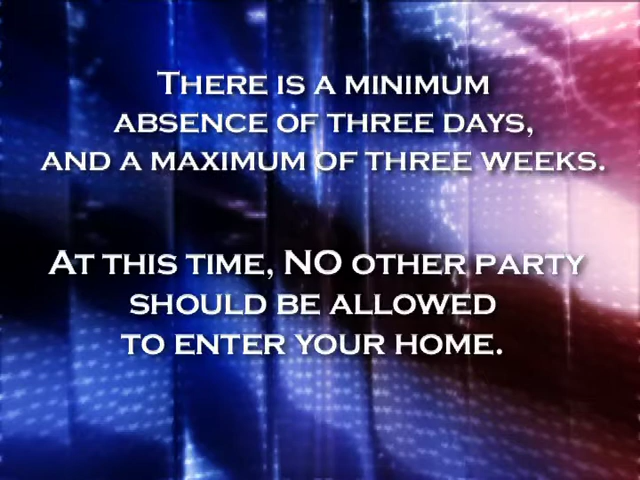 There is a minimum
absence of three days,
and a maximum of three weeks.
At this time, NO other party
should be allowed
to enter your home.